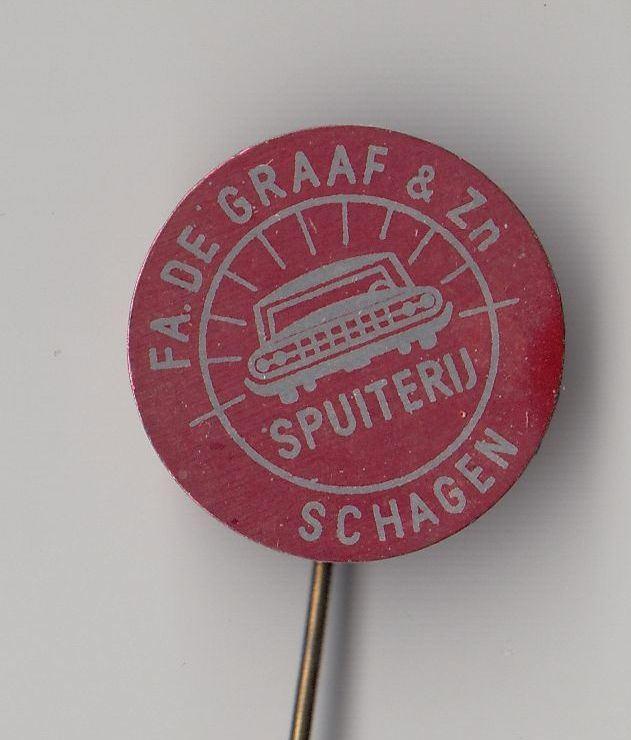 FA. DE GRAAF & Zn
SPUITERIJ
SCHAGEN